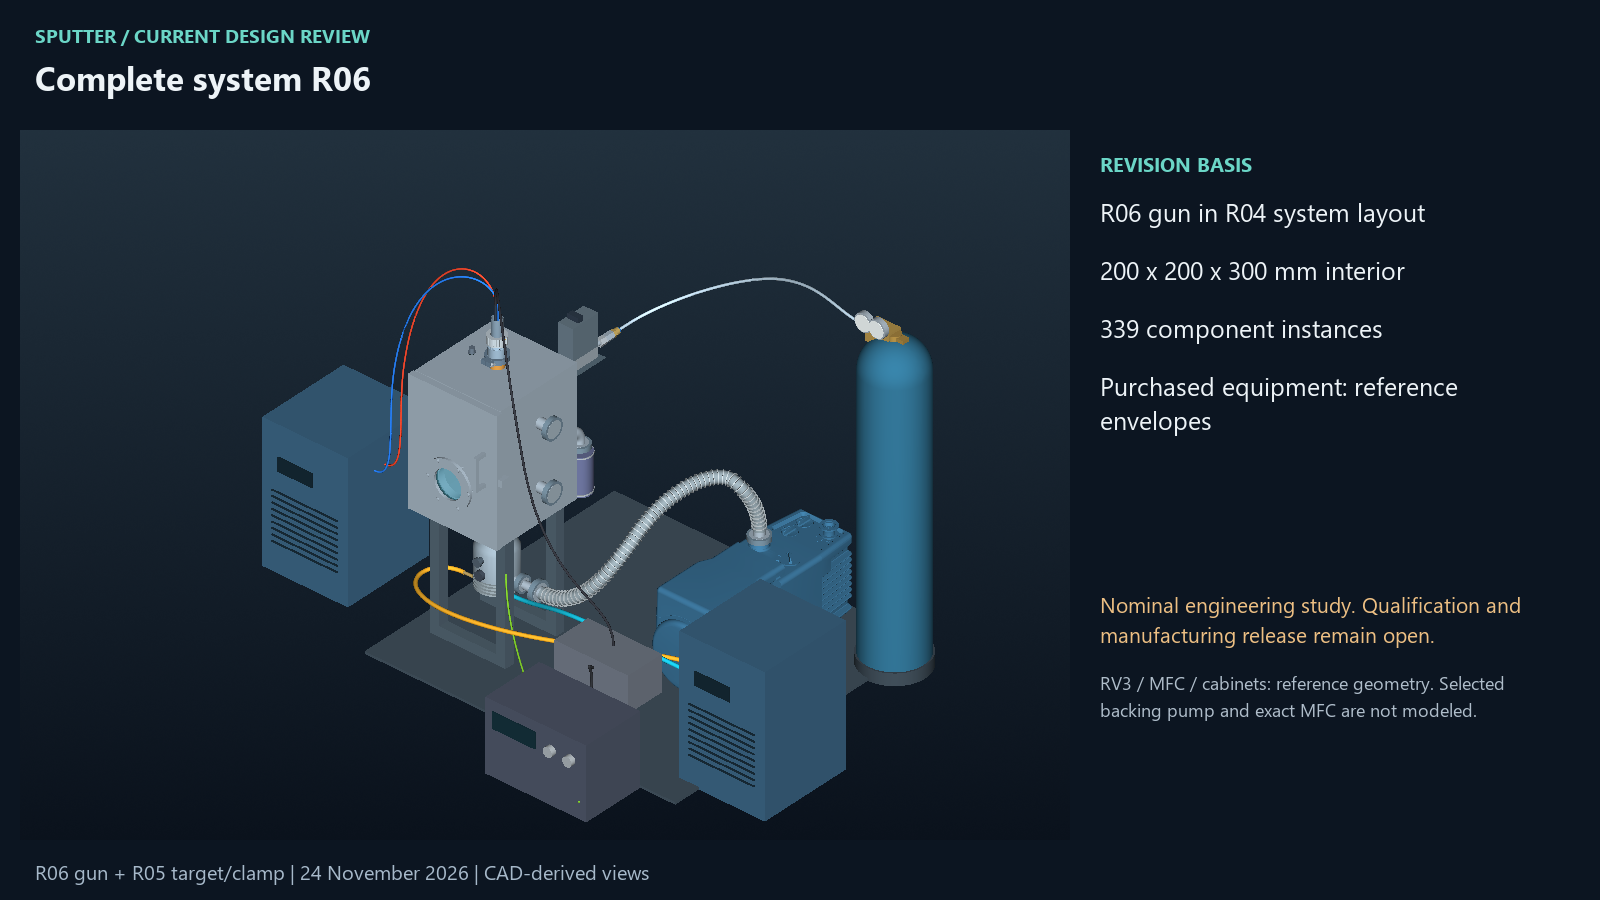 SPUTTER / CURRENT DESIGN REVIEW
Complete system R06
REVISION BASIS
R06 gun in R04 system layout
200 x 200 x 300 mm interior
339 component instances
Purchased equipment: reference
envelopes
Nominal engineering study. Qualification and
manufacturing release remain open.
RV3 / MFC / cabinets: reference geometry. Selected
backing pump and exact MFC are not modeled.
R06 gun + R05 target/clamp | 24 November 2026 | CAD-derived views